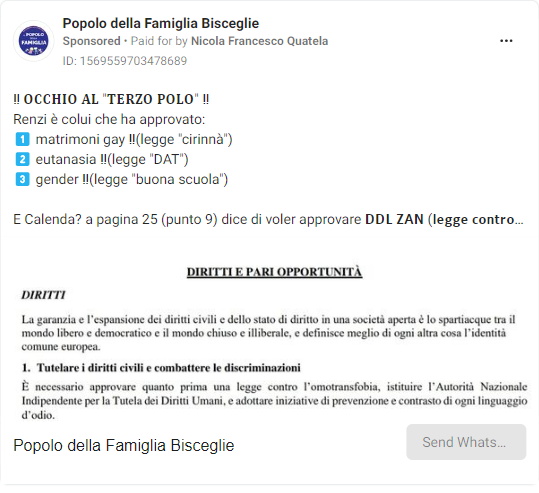 Popolo della Famiglia Bisceglie
Sponsored • Paid for by Nicola Francesco Quatela
ID: 1569559703478689
‼ OCCHIO AL "TERZO POLO" ‼
Renzi è colui che ha approvato:
1️⃣ matrimoni gay ‼(legge "cirinnà")
2️⃣ eutanasia ‼(legge "DAT")
3️⃣ gender ‼(legge "buona scuola")
E Calenda? a pagina 25 (punto 9) dice di voler approvare DDL ZAN (legge contro...
DIRITTI E PARI OPPORTUNITÀ
DIRITTI
La garanzia e l'espansione dei diritti civili e dello stato di diritto in una società aperta è lo spartiacque tra il
mondo libero e democratico e il mondo chiuso e illiberale, e definisce meglio di ogni altra cosa l'identità
comune europea.
1. Tutelare i diritti civili e combattere le discriminazioni
È necessario approvare quanto prima una legge contro l'omotransfobia, istituire l'Autorità Nazionale
Indipendente per la Tutela dei Diritti Umani, e adottare iniziative di prevenzione e contrasto di ogni linguaggio
d'odio.
Popolo della Famiglia Bisceglie
Send Whats...
POPOLO
FAMIGLIA